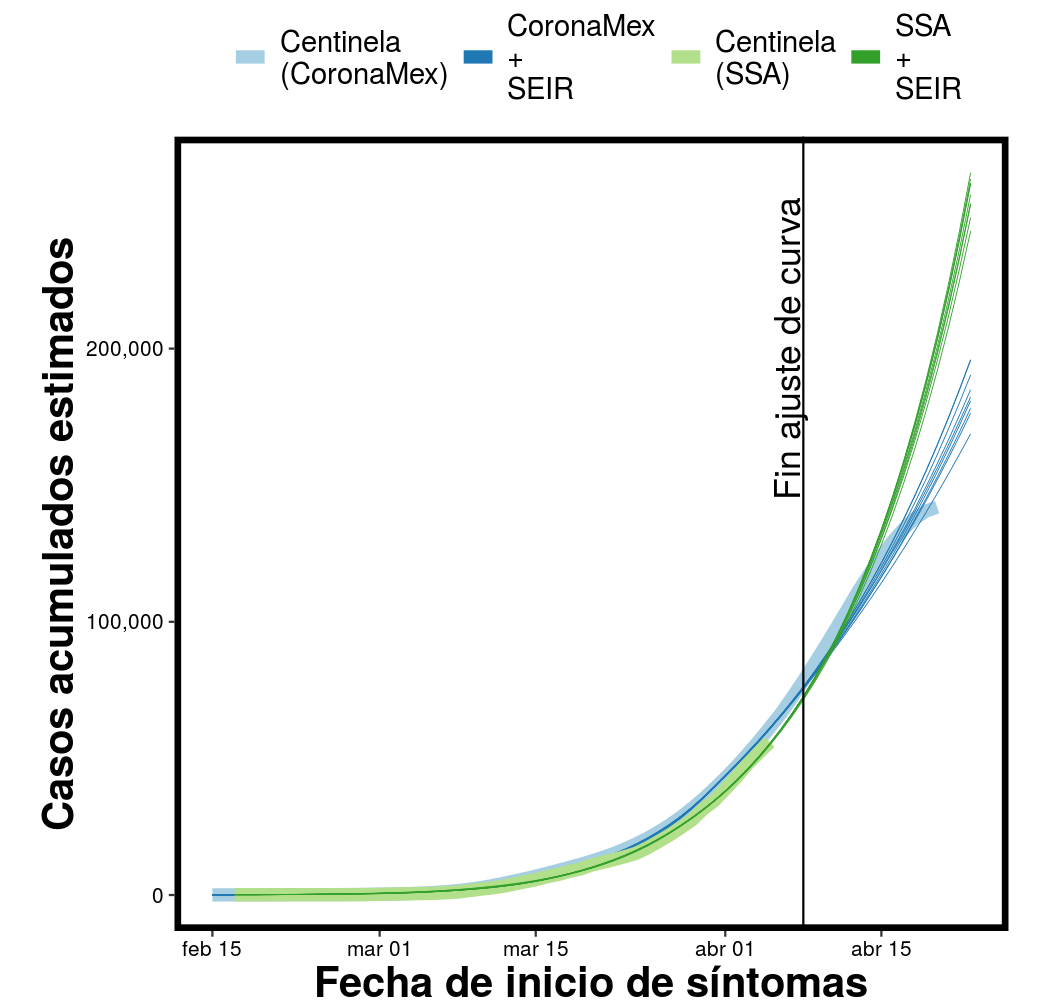 Centinela
(CoronaMex)
CoronaMex
+
SEIR
Centinela
(SSA)
SSA
+
SEIR
Casos acumulados estimados
200,000
100,000
0
Fin ajuste de curva
feb 15
mar 01
mar 15
abr 01
abr 15
Fecha de inicio de síntomas